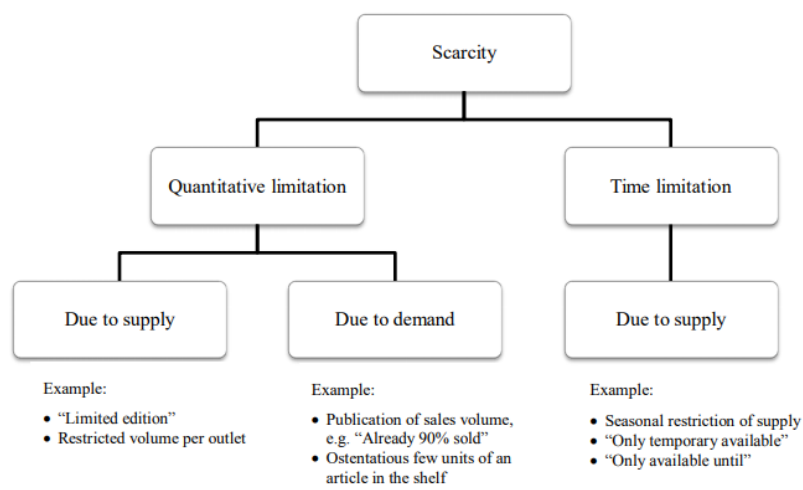 Scarcity
Quantitative limitation
Time limitation
Due to supply
Due to demand
Due to supply
Example:
• “Limited edition”
• Restricted volume per outlet
Example:
• Publication of sales volume,
e.g. “Already 90% sold”
• Ostentatious few units of an
article in the shelf
Example:
• Seasonal restriction of supply
• “Only temporary available”
• “Only available until”